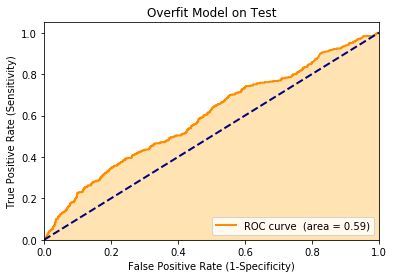 Overfit Model on Test
True Positive Rate (Sensitivity)
1.0
0.8
0.6
0.4
0.2
0.0
ROC curve (area = 0.59)
0.0 0.2 0.4 0.6 0.8 1.0
False Positive Rate (1-Specificity)